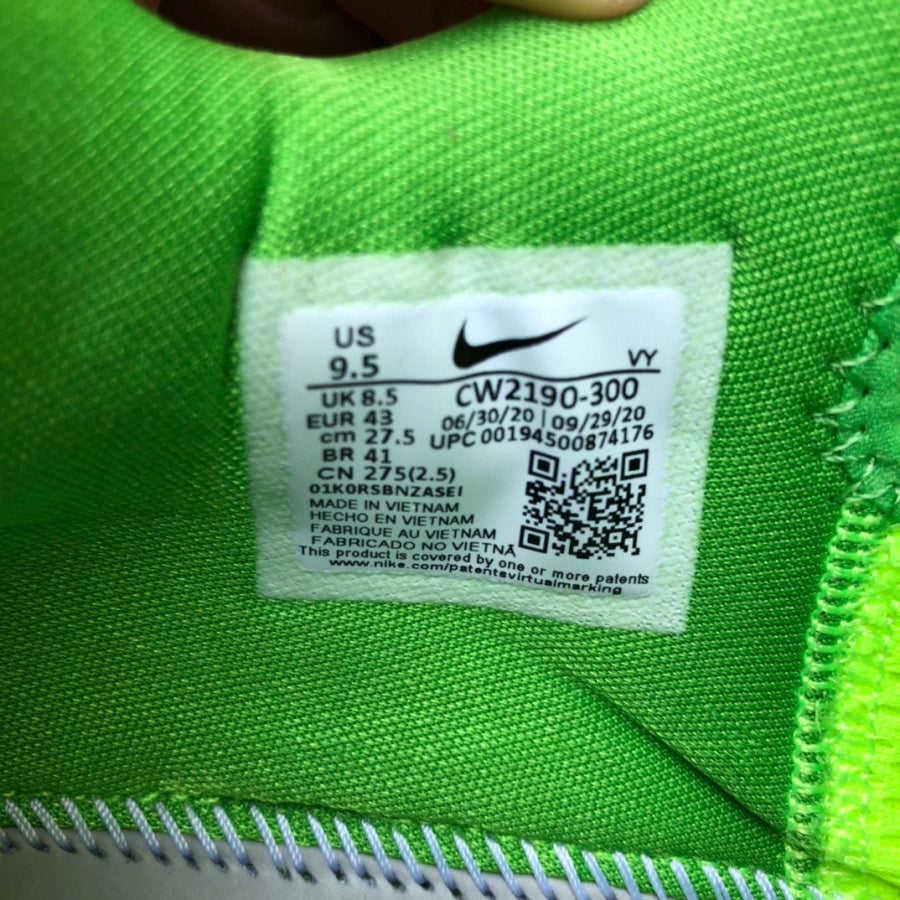 US
9.5
VY
UK 8.5
CW2190-300
EUR 43
06/30/20 | 09/29/20
cm 27.5
UPC 00194500874176
BR 41
CN 275(2.5)
01K0RSBNZASEI
MADE IN VIETNAM
HECHO EN VIETNAM
FABRIQUE AU VIETNAM
FABRICADO NO VIETNÃ
This product is covered by one or more patents
www.nike.com/patentsvirtualmarking